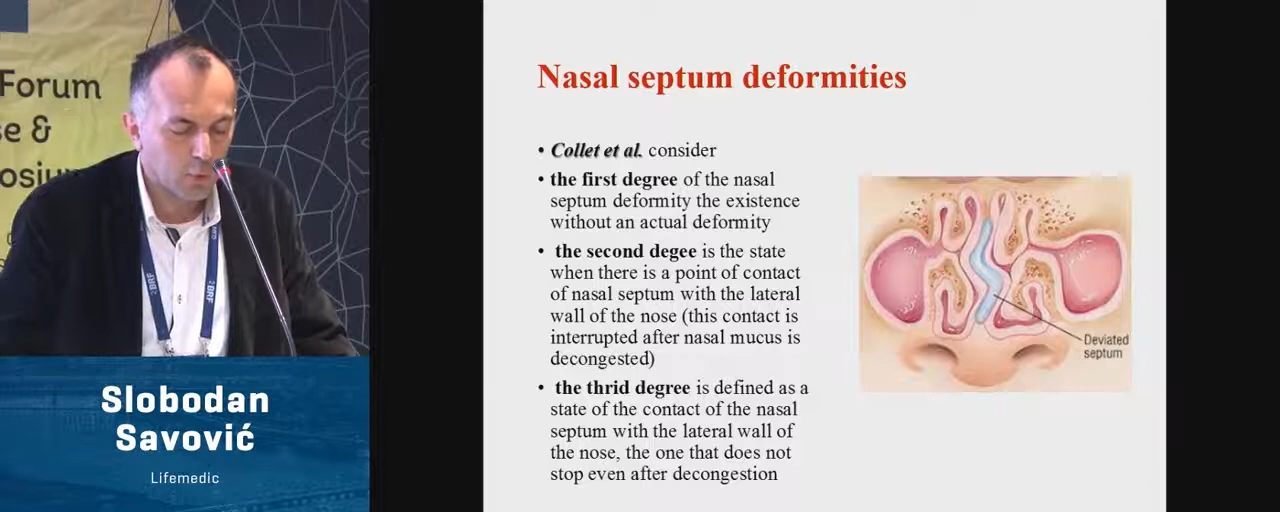 Forum
se &
osium
BRF
BRF
Slobodan
Savović
Lifemedic
Nasal septum deformities
• Collet et al. consider
• the first degree of the nasal
septum deformity the existence
without an actual deformity
• the second degee is the state
when there is a point of contact
of nasal septum with the lateral
wall of the nose (this contact is
interrupted after nasal mucus is
decongested)
• the thrid degree is defined as a
state of the contact of the nasal
septum with the lateral wall of
the nose, the one that does not
stop even after decongestion
Deviated
septum